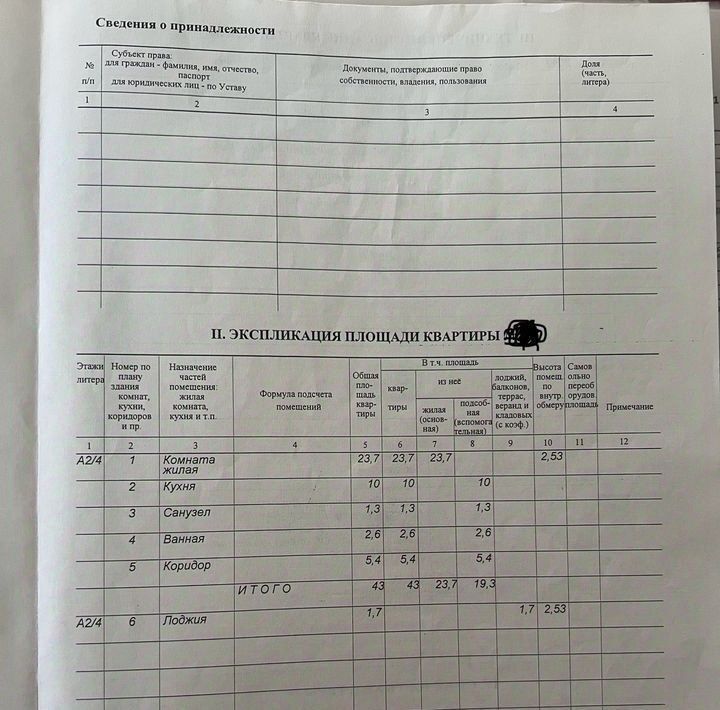 Сведения о принадлежности
№ п/п
Субъект права: для граждан - фамилия, имя, отчество, паспорт для юридических лиц - по Уставу
Документы, подтверждающие право собственности, владения, пользования
Доля (часть, литера)
1 2 3 4
II. ЭКСПЛИКАЦИЯ ПЛОЩАДИ КВАРТИРЫ
Этажи литера
Номер по плану здания комнат, кухни, коридоров и пр.
Назначение частей помещения: жилая комната, кухня и т.п.
Формула подсчета помещений
Общая пло- щадь квар- тиры
В т.ч. площадь
квар- тиры
из неё
жилая (основ- ная)
подсоб- ная (вспомога тельная)
лоджий, балконов, террас, веранд и кладовых (с коэф.)
Высота помещ. по внутр. обмеру
Самов ольно переоб орудов. площадь
Примечание
1 2 3 4 5 6 7 8 9 10 11 12
А2/4 1 Комната жилая 23,7 23,7 23,7 2,53
2 Кухня 10 10 10
3 Санузел 1,3 1,3 1,3
4 Ванная 2,6 2,6 2,6
5 Коридор 5,4 5,4 5,4
ИТОГО 43 43 23,7 19,3
А2/4 6 Лоджия 1,7 1,7 2,53